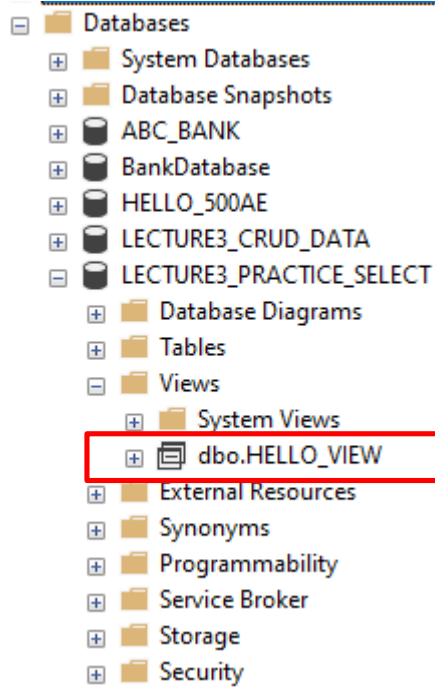 Databases
System Databases
Database Snapshots
ABC_BANK
BankDatabase
HELLO_500AE
LECTURE3_CRUD_DATA
LECTURE3_PRACTICE_SELECT
Database Diagrams
Tables
Views
System Views
dbo.HELLO_VIEW
External Resources
Synonyms
Programmability
Service Broker
Storage
Security